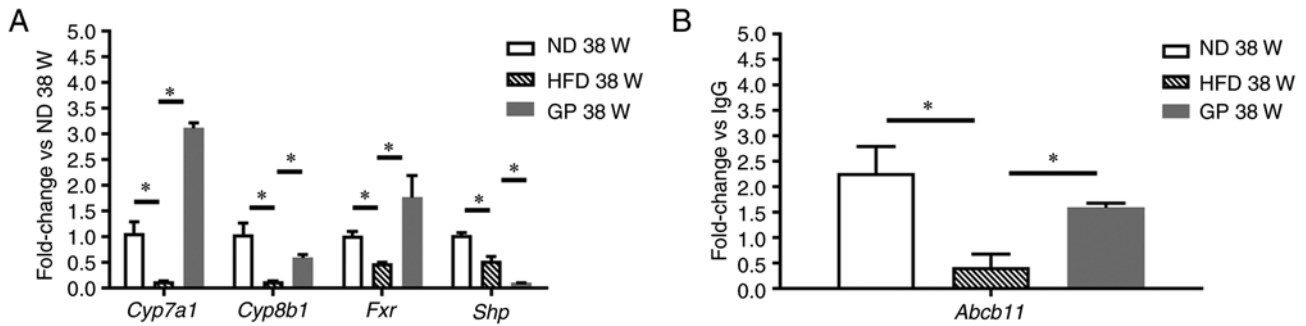 A
Fold-change vs ND 38 W
5.0
4.5
4.0
3.5
3.0
2.5
2.0
1.5
1.0
0.5
0.0
* * * * * * * *
Cyp7a1 Cyp8b1 Fxr Shp
ND 38 W
HFD 38 W
GP 38 W
B
Fold-change vs IgG
5.0
4.5
4.0
3.5
3.0
2.5
2.0
1.5
1.0
0.5
0.0
* *
Abcb11
ND 38 W
HFD 38 W
GP 38 W